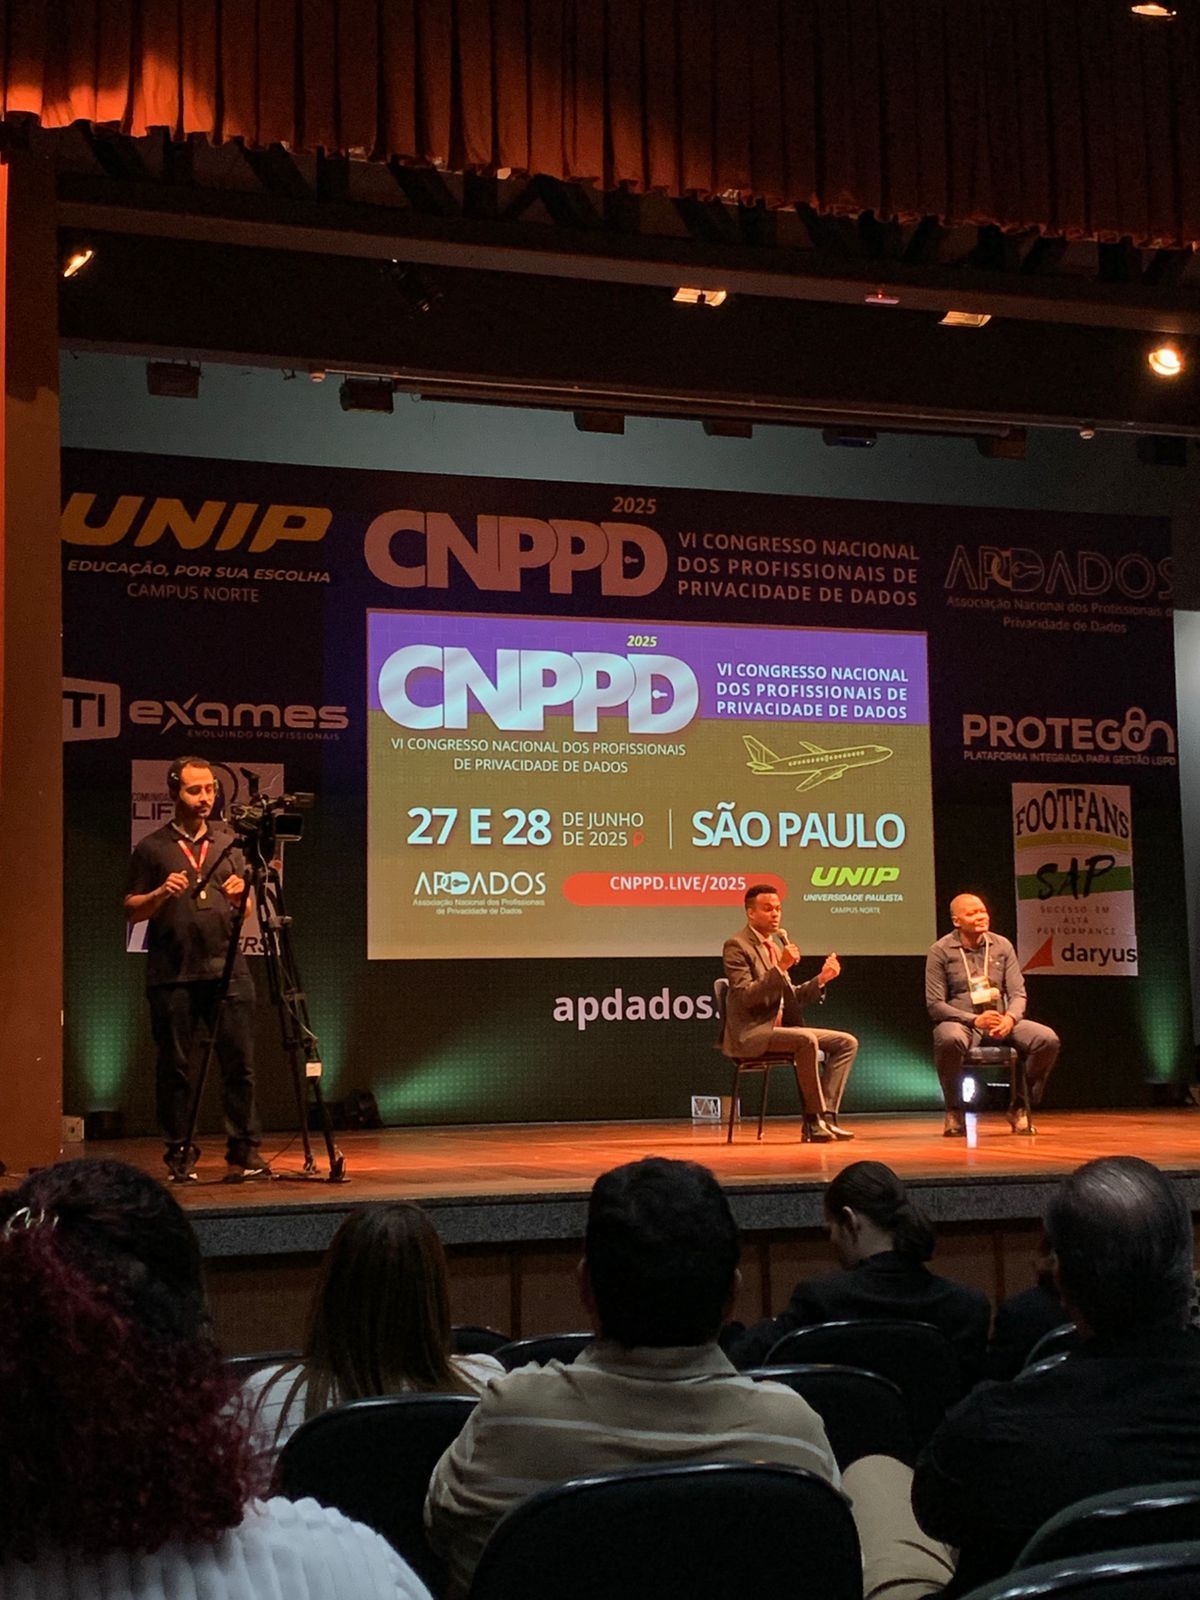 2025
UNIP
EDUCAÇÃO, POR SUA ESCOLHA
CAMPUS NORTE
CNPPD
VI CONGRESSO NACIONAL
DOS PROFISSIONAIS DE
PRIVACIDADE DE DADOS
APDADOS
Associação Nacional dos Profissionais d
Privacidade de Dados
2025
CNPPD
VI CONGRESSO NACIONAL
DOS PROFISSIONAIS DE
PRIVACIDADE DE DADOS
VI CONGRESSO NACIONAL DOS PROFISSIONAIS
DE PRIVACIDADE DE DADOS
27 E 28
DE JUNHO
DE 2025
SÃO PAULO
APDADOS
Associação Nacional dos Profissionais
de Privacidade de Dados
CNPPD.LIVE/2025
UNIP
UNIVERSIDADE PAULISTA
CAMPUS NORTE
TI exames
EVOLUINDO PROFISSIONAIS
PROTEGON
PLATAFORMA INTEGRADA PARA GESTÃO LGPD
FOOTFANS
SAP
SUCESSO EM
ALTA
PERFORMANCE
daryus
apdados.